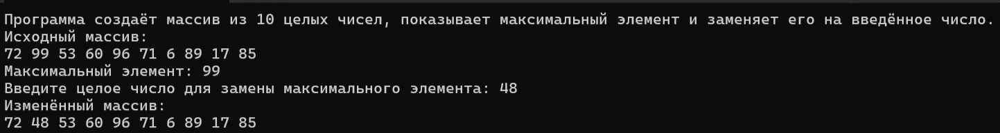 Программа создаёт массив из 10 целых чисел, показывает максимальный элемент и заменяет его на введённое число.
Исходный массив:
72 99 53 60 96 71 6 89 17 85
Максимальный элемент: 99
Введите целое число для замены максимального элемента: 48
Изменённый массив:
72 48 53 60 96 71 6 89 17 85